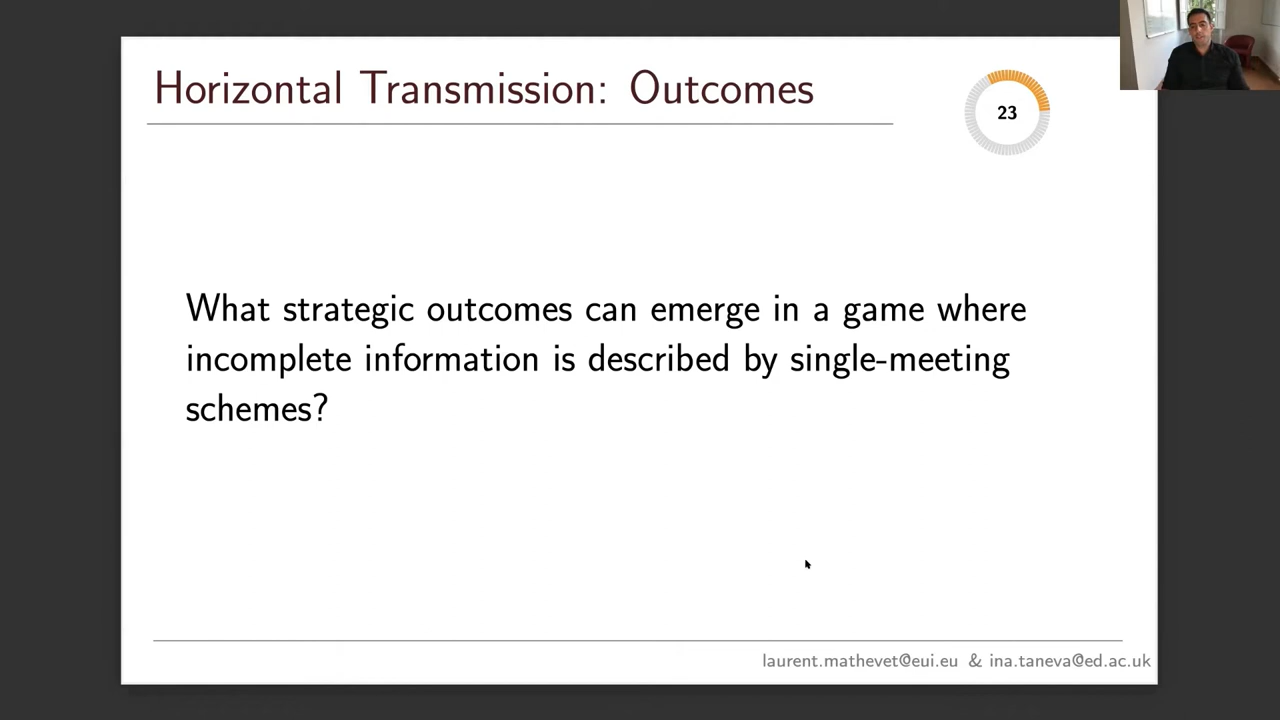 Horizontal Transmission: Outcomes
23
What strategic outcomes can emerge in a game where
incomplete information is described by single-meeting
schemes?
laurent.mathevet@eui.eu & ina.taneva@ed.ac.uk